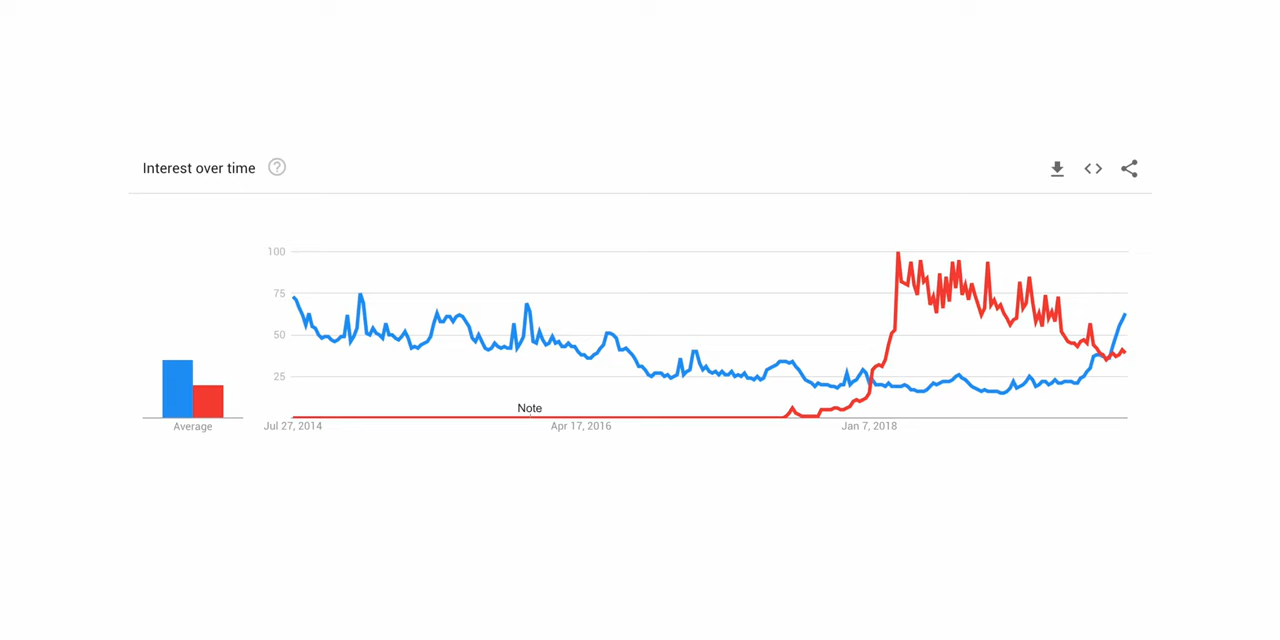 Interest over time ?
100
75
50
25
Note
Average
Jul 27, 2014 Apr 17, 2016 Jan 7, 2018